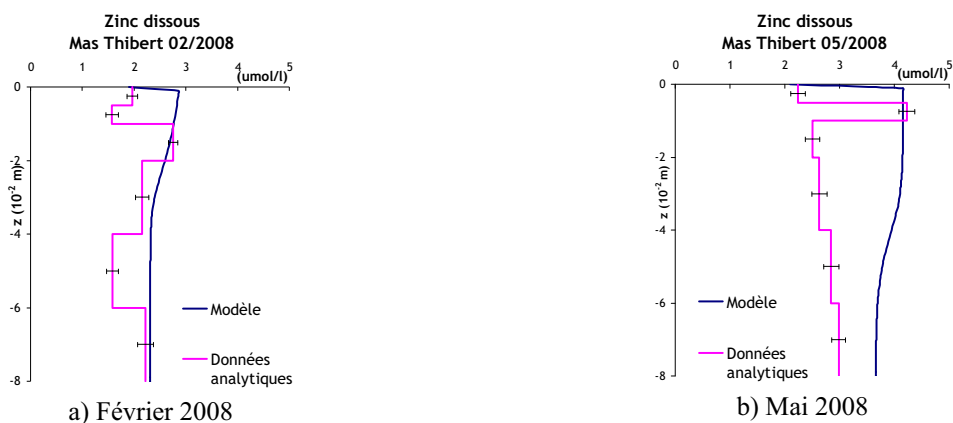 Zinc dissous
Mas Thibert 02/2008
0 1 2 3 4 5
(umol/l)
0
-2
-4
-6
-8
z (10⁻² m)
Modèle
Données
analytiques
a) Février 2008
Zinc dissous
Mas Thibert 05/2008
0 1 2 3 4 5
(umol/l)
0
-2
-4
-6
-8
z (10⁻² m)
Modèle
Données
analytiques
b) Mai 2008